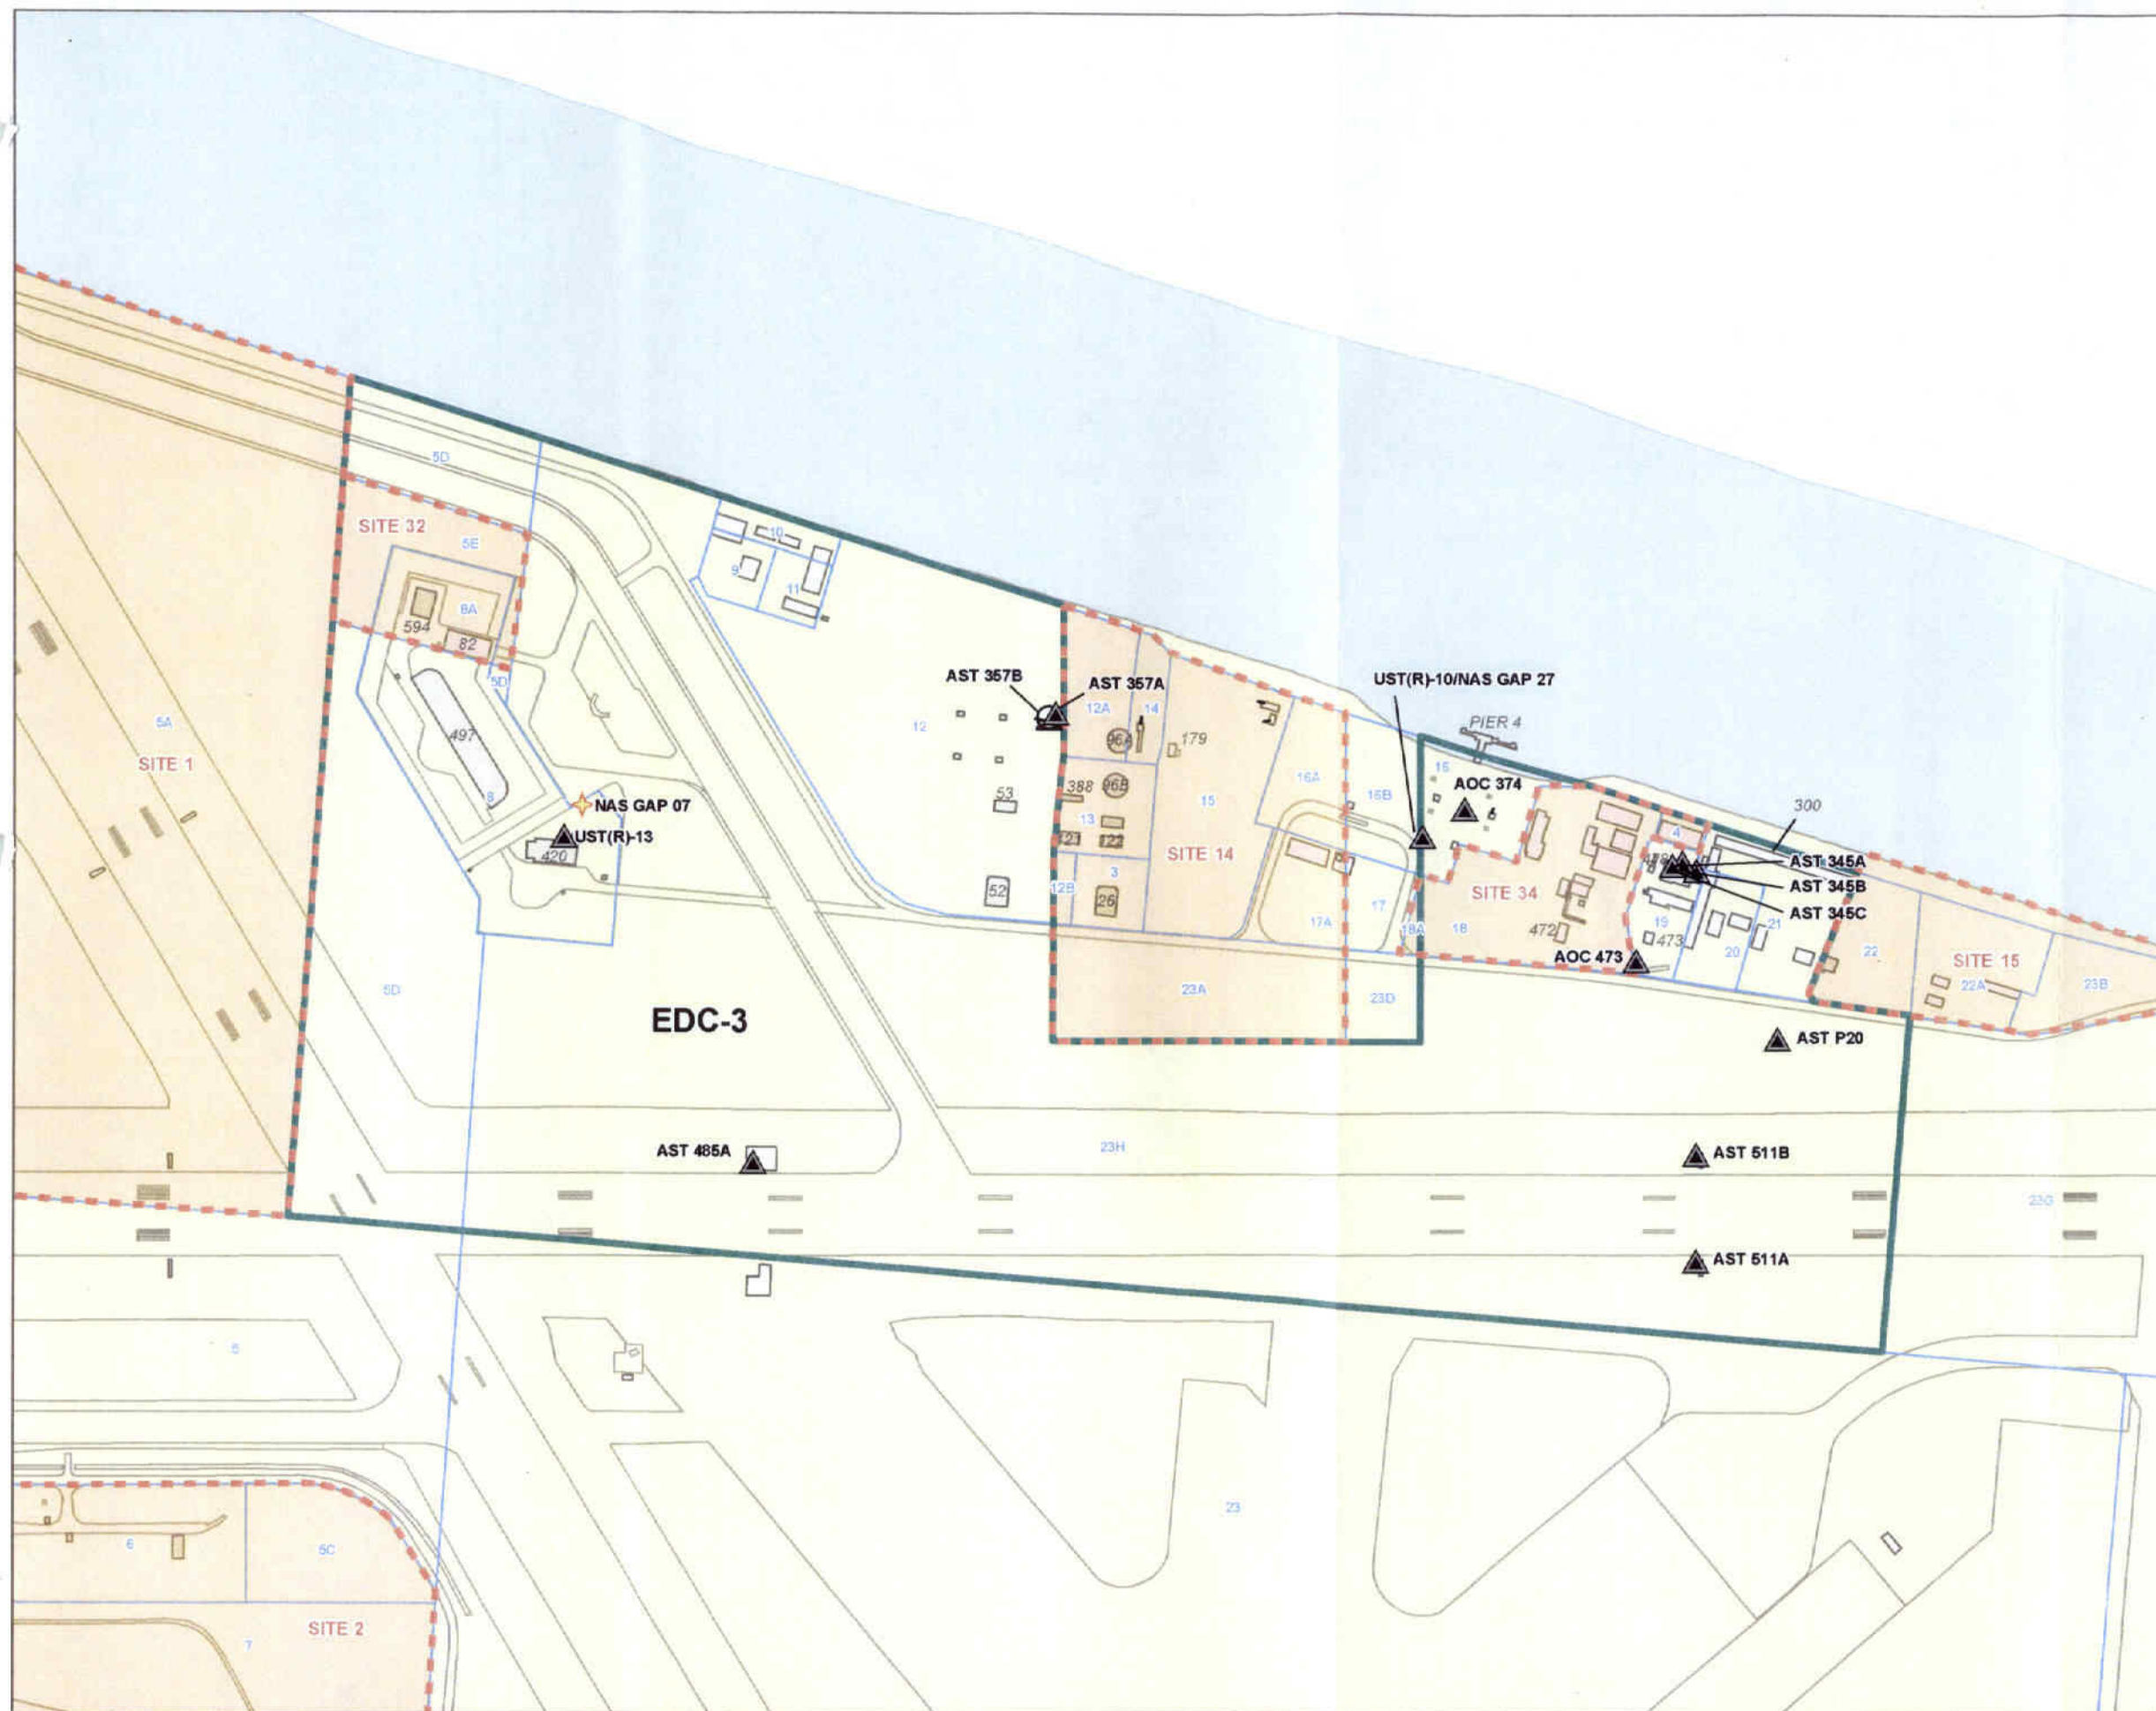 5D
SITE 32
5E
10
9
11
8A
594
82
5D
AST 357B
AST 357A
UST(R)-10/NAS GAP 27
12A
14
5A
12
PIER 4
497
96A
179
SITE 1
16
16A
AOC 374
388
96B
16B
8
NAS GAP 07
53
15
300
13
UST(R)-13
122
4
420
SITE 14
AST 345A
3
12B
SITE 34
AST 345B
52
26
AST 345C
17
17A
18A
18
472
19
21
473
20
22
AOC 473
SITE 15
22A
23B
5D
23A
23D
EDC-3
AST P20
AST 485A
23H
AST 511B
23G
AST 511A
5
23
6
5C
SITE 2
7